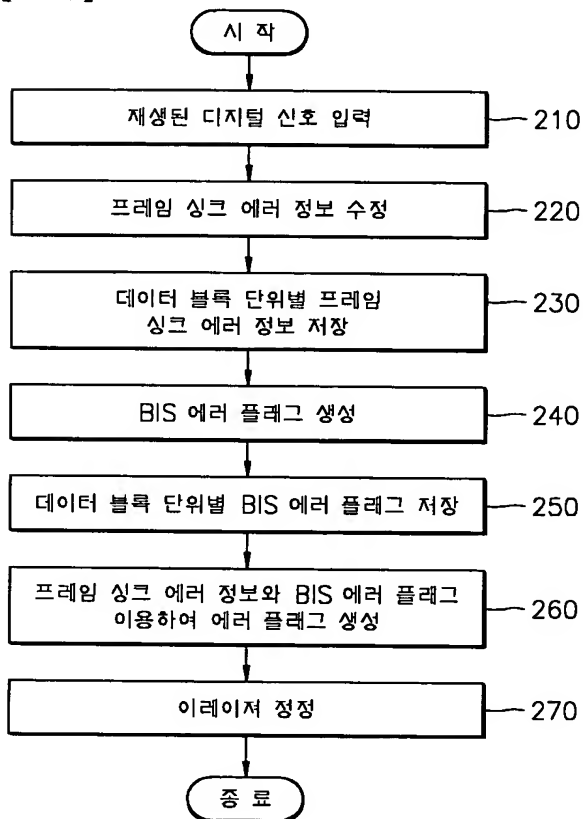 시 작
재생된 디지털 신호 입력
210
프레임 싱크 에러 정보 수정
220
데이터 블록 단위별 프레임
싱크 에러 정보 저장
230
BIS 에러 플래그 생성
240
데이터 블록 단위별 BIS 에러 플래그 저장
250
프레임 싱크 에러 정보와 BIS 에러 플래그
이용하여 에러 플래그 생성
260
이레이져 정정
270
종 료